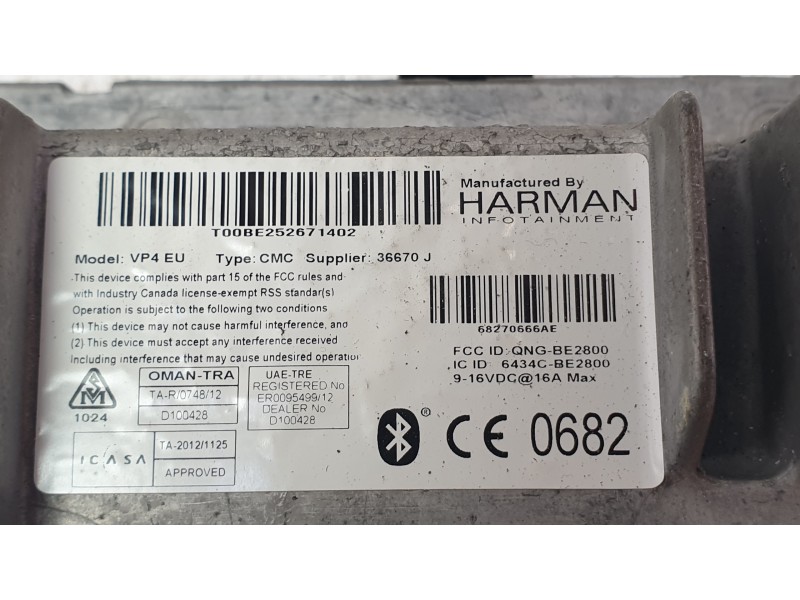 T00BE252671402
Manufactured By
HARMAN
INFOTAINMENT
Model: VP4 EU Type: CMC Supplier: 36670 J
This device complies with part 15 of the FCC rules and
with Industry Canada license-exempt RSS standar(s)
Operation is subject to the following two conditions
(1) This device may not cause harmful interference, and
(2) This device must accept any interference received
Including interference that may cause undesired operation
68270666AE
FCC ID: QNG-BE2800
IC ID 6434C-BE2800
9-16VDC@16A Max
1024
OMAN-TRA
TA-R/0748/12
D100428
UAE-TRE
REGISTERED No
ER0095499/12
DEALER No
D100428
ICASA
TA-2012/1125
APPROVED
® CE 0682